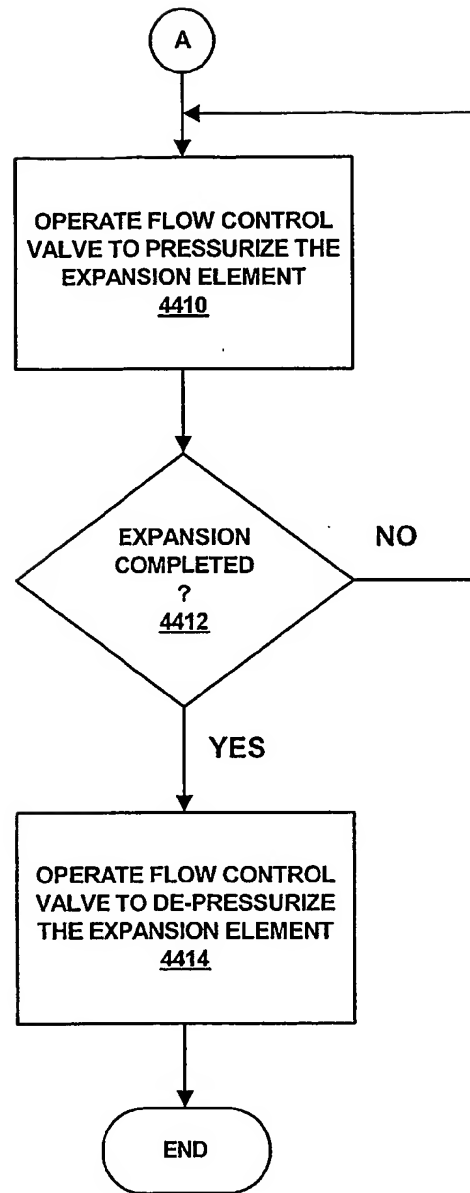 A
OPERATE FLOW CONTROL
VALVE TO PRESSURIZE THE
EXPANSION ELEMENT
4410
EXPANSION
COMPLETED
?
4412
NO
YES
OPERATE FLOW CONTROL
VALVE TO DE-PRESSURIZE
THE EXPANSION ELEMENT
4414
END